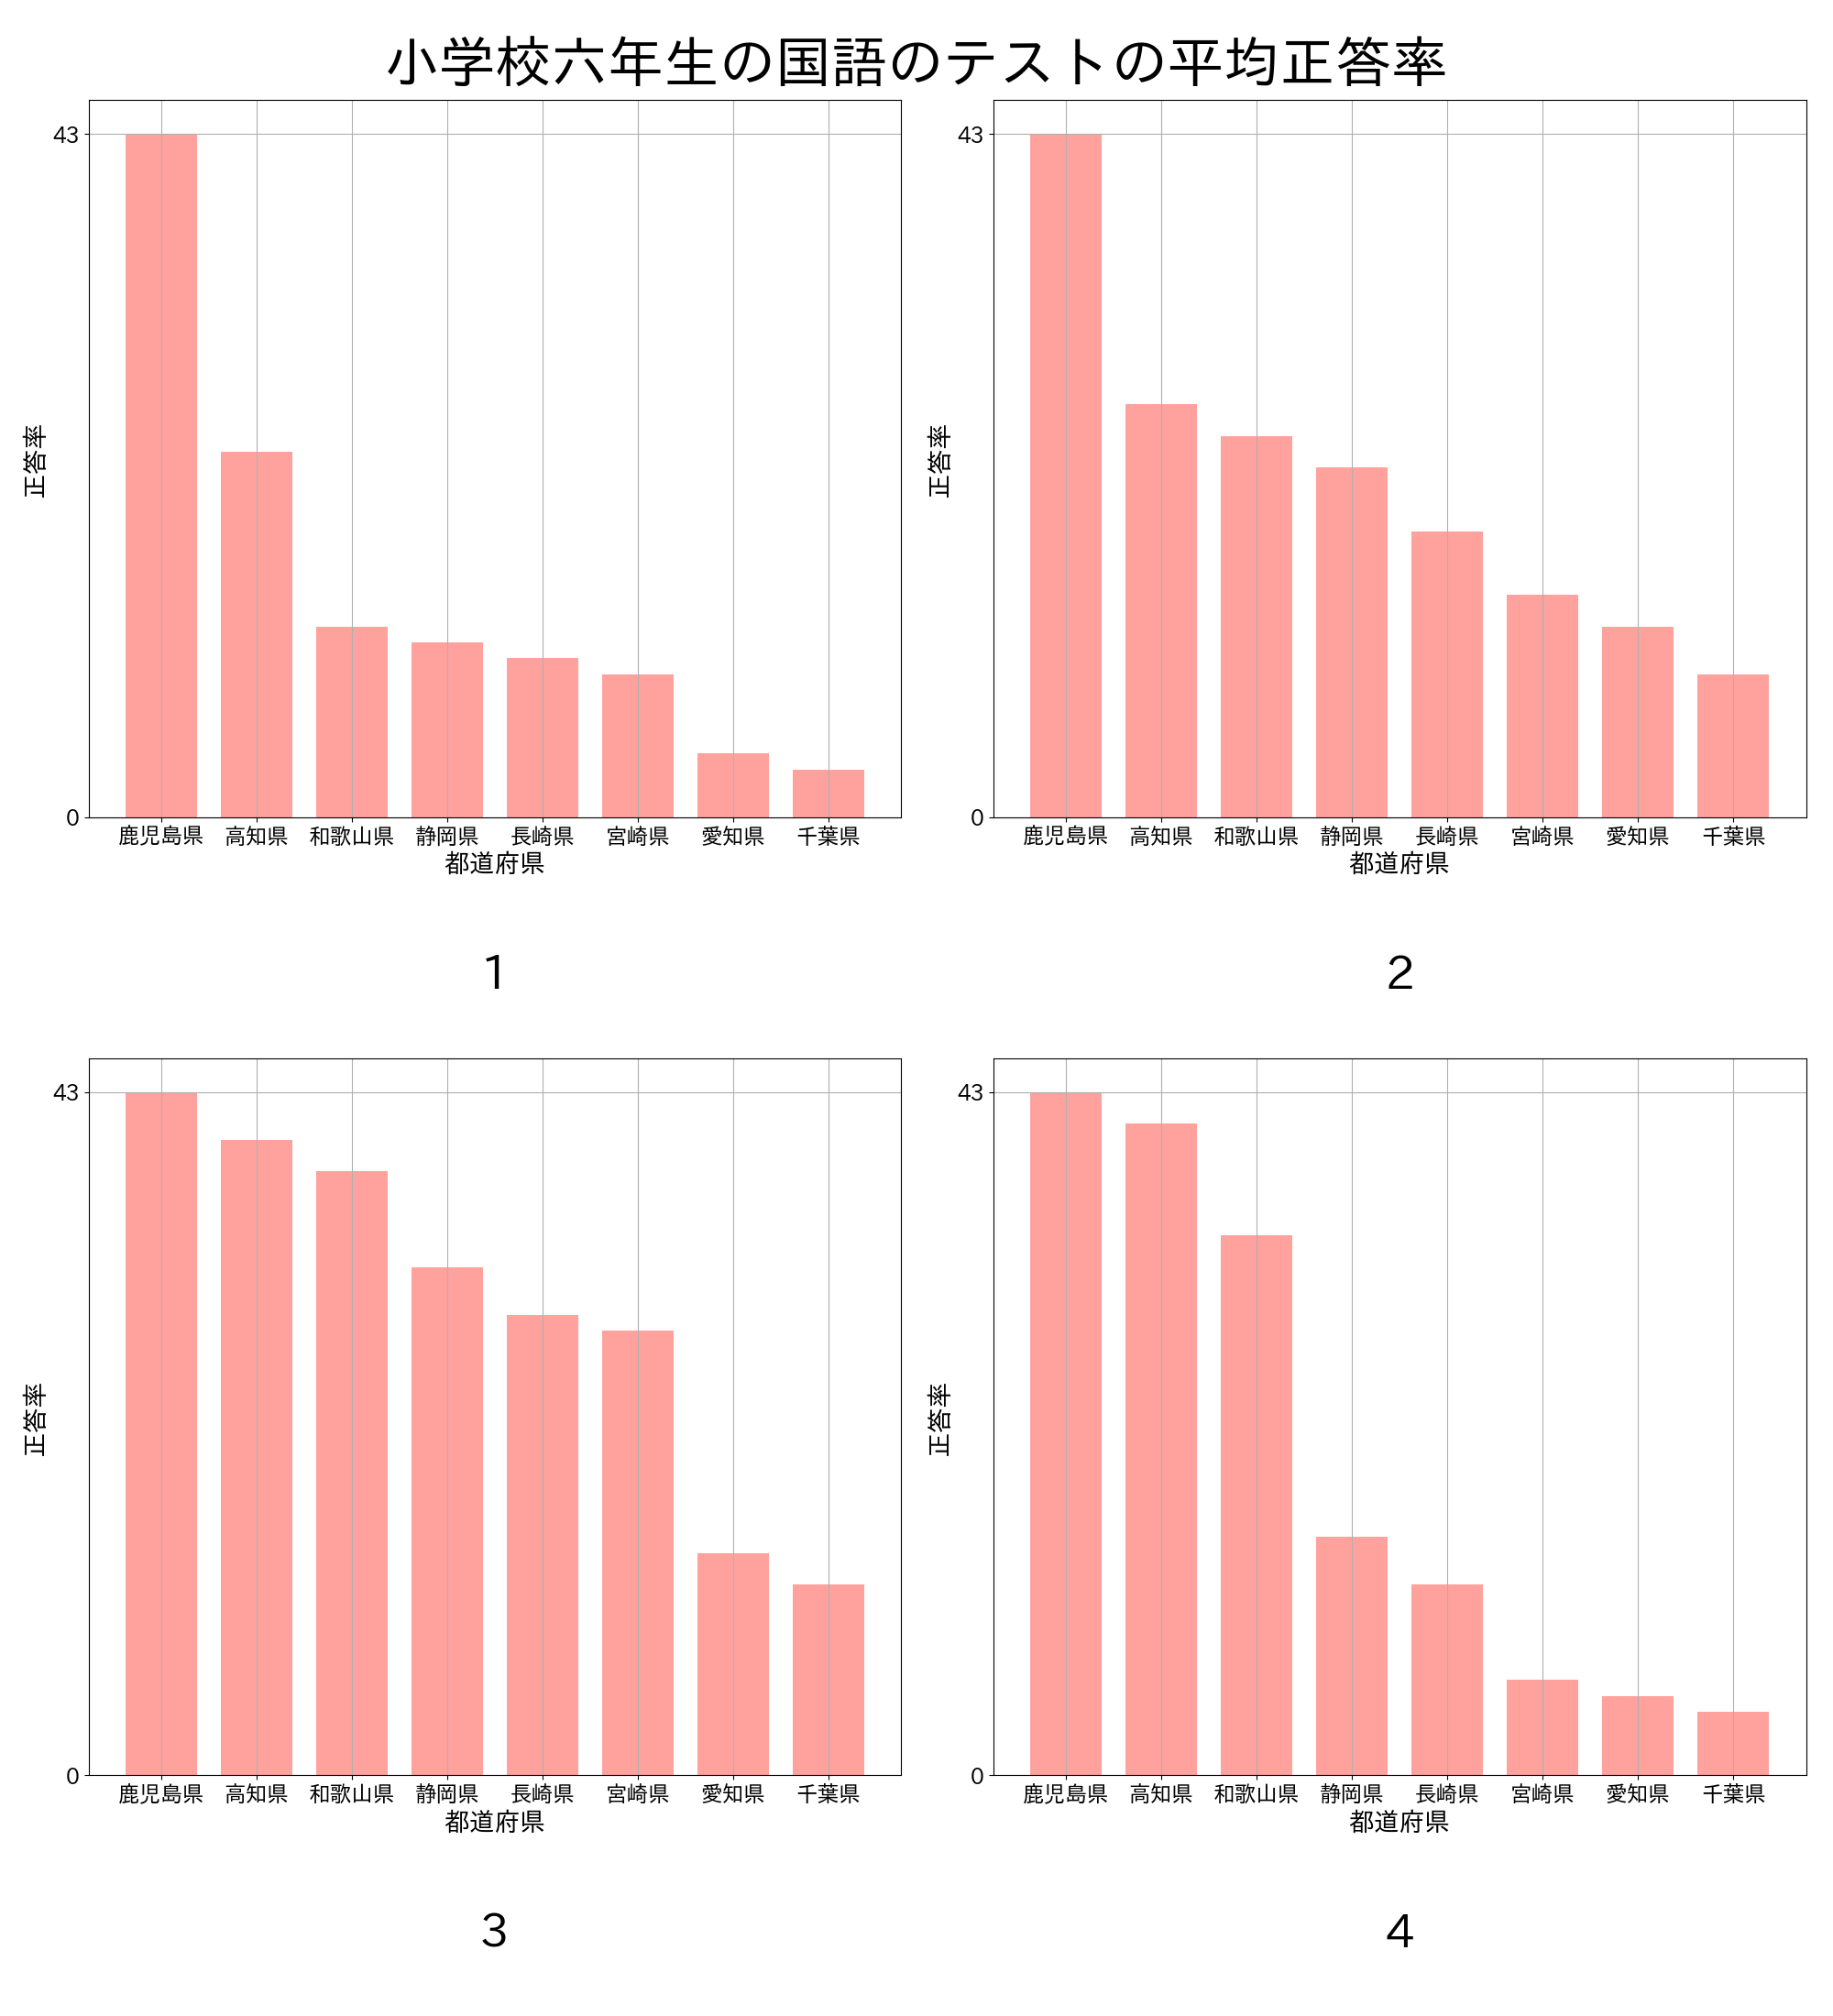 小学校六年生の国語のテストの平均正答率
43
0
正答率
鹿児島県 高知県 和歌山県 静岡県 長崎県 宮崎県 愛知県 千葉県
都道府県
1
43
0
正答率
鹿児島県 高知県 和歌山県 静岡県 長崎県 宮崎県 愛知県 千葉県
都道府県
2
43
0
正答率
鹿児島県 高知県 和歌山県 静岡県 長崎県 宮崎県 愛知県 千葉県
都道府県
3
43
0
正答率
鹿児島県 高知県 和歌山県 静岡県 長崎県 宮崎県 愛知県 千葉県
都道府県
4